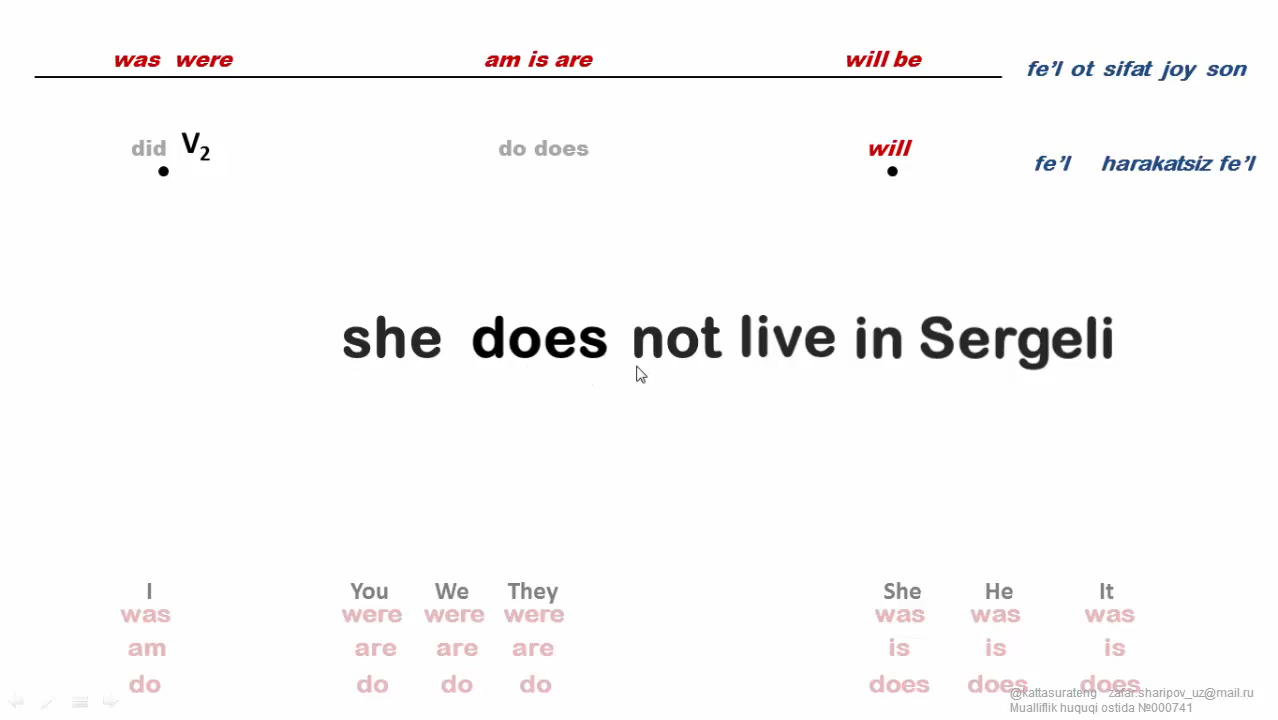 was were am is are will be fe’l ot sifat joy son
did V2 do does will fe’l harakatsiz fe’l
she does not live in Sergeli
I You We They She He It
was were were were was was was
am are are are is is is
do do do do does does does
@kattasurateng zafar.sharipov_uz@mail.ru
Mualliflik huquqi ostida №000741